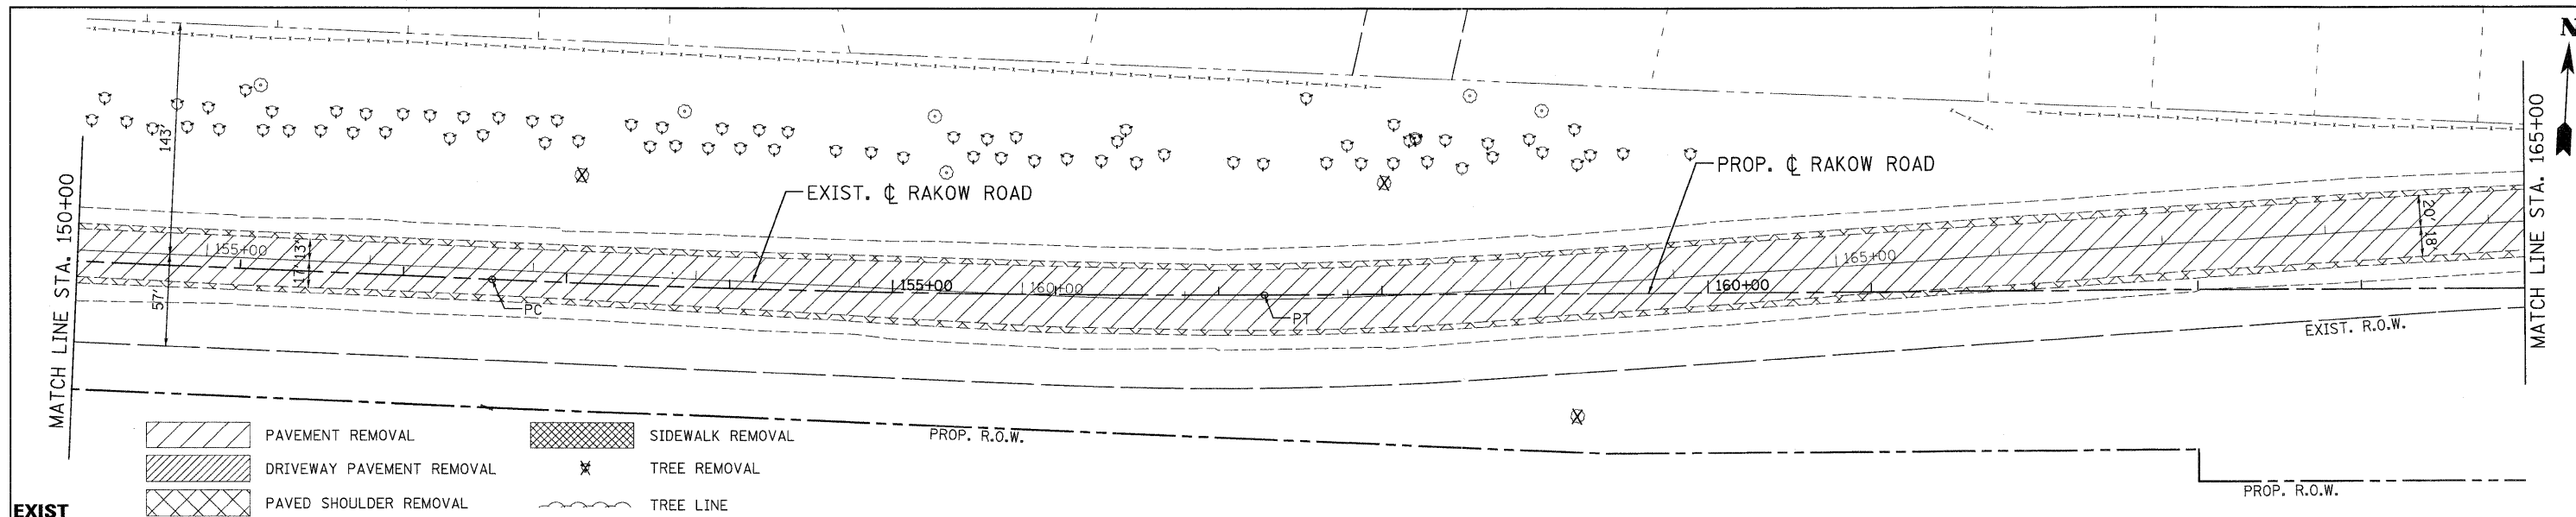 N
143'
MATCH LINE STA. 150+00
MATCH LINE STA. 165+00
PROP. ℄ RAKOW ROAD
EXIST. ℄ RAKOW ROAD
155+00
13'
17'
57'
PC
155+00
160+00
PT
160+00
165+00
20'
18'
EXIST. R.O.W.
PROP. R.O.W.
PROP. R.O.W.
PAVEMENT REMOVAL
SIDEWALK REMOVAL
DRIVEWAY PAVEMENT REMOVAL
TREE REMOVAL
PAVED SHOULDER REMOVAL
TREE LINE
EXIST